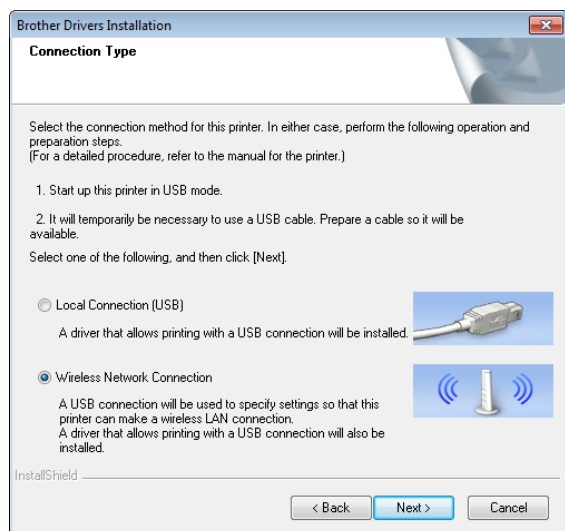 Brother Drivers Installation
Connection Type
Select the connection method for this printer. In either case, perform the following operation and
preparation steps.
(For a detailed procedure, refer to the manual for the printer.)
1. Start up this printer in USB mode.
2. It will temporarily be necessary to use a USB cable. Prepare a cable so it will be
available.
Select one of the following, and then click [Next].
Local Connection (USB)
A driver that allows printing with a USB connection will be installed.
Wireless Network Connection
A USB connection will be used to specify settings so that this
printer can make a wireless LAN connection.
A driver that allows printing with a USB connection will also be
installed.
InstallShield
< Back Next > Cancel